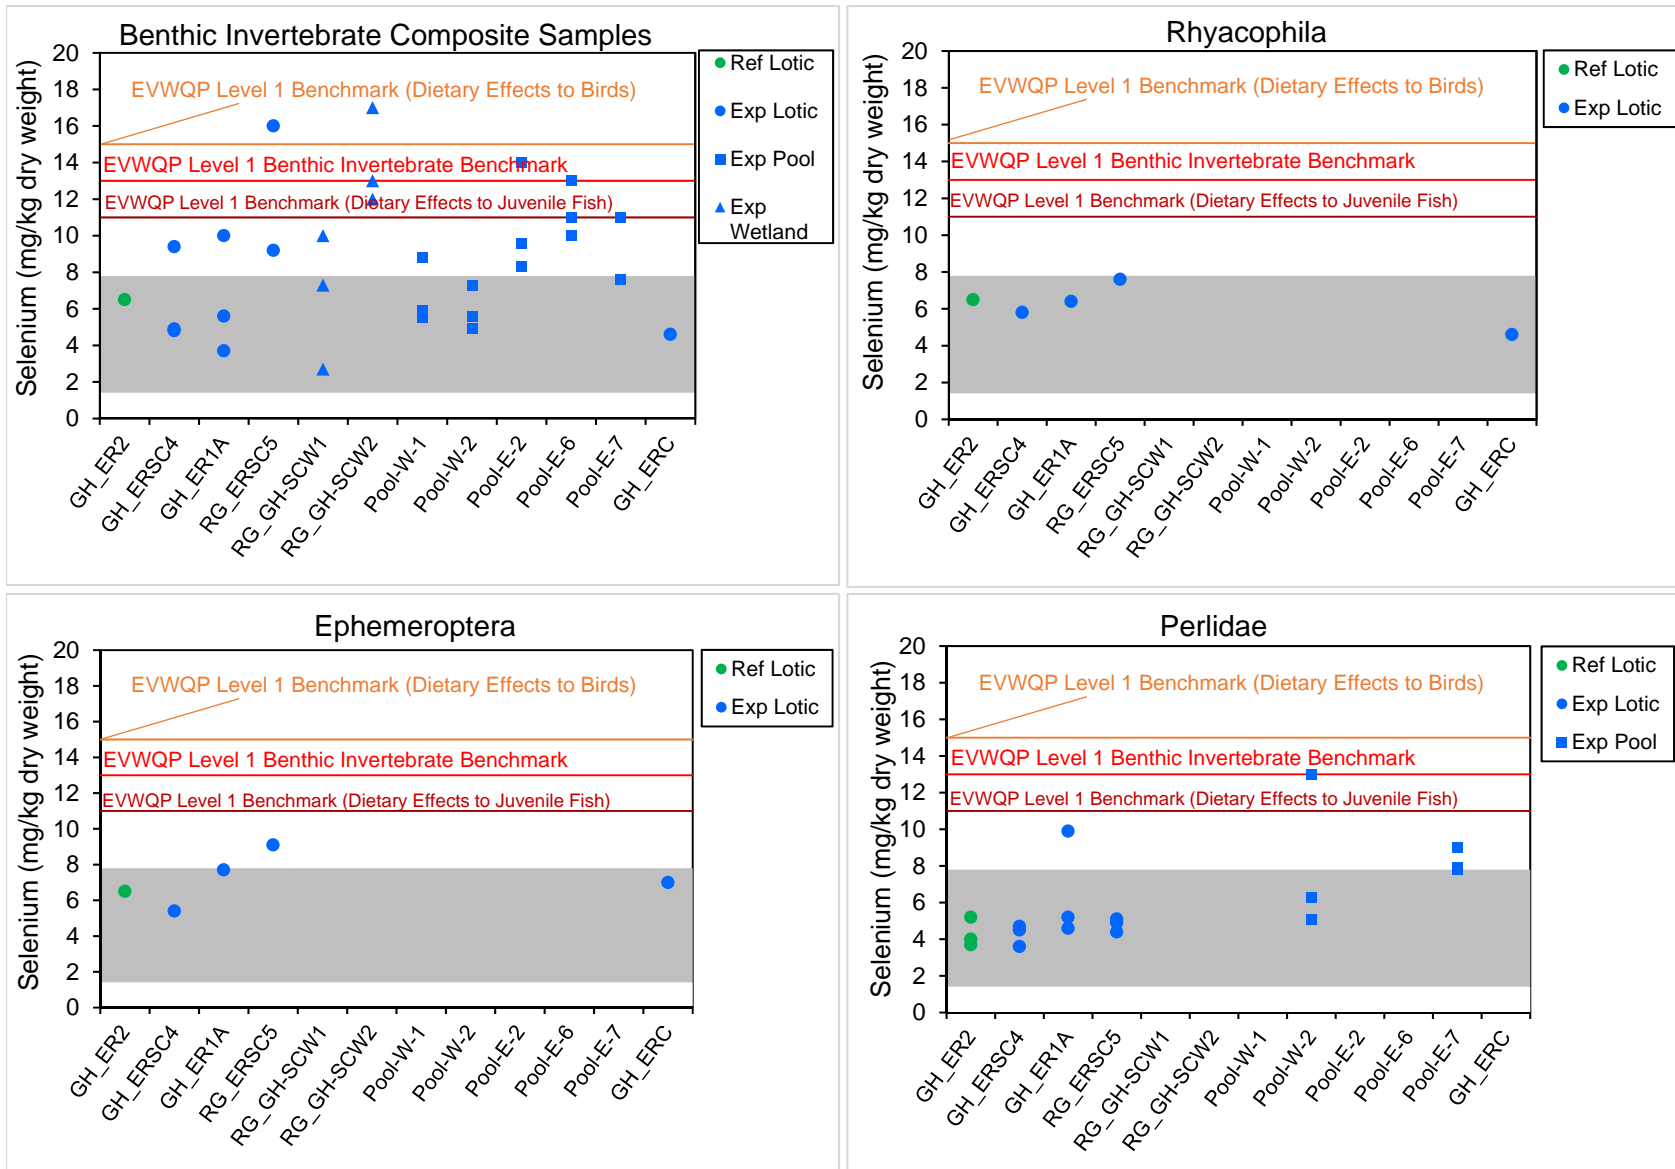 Benthic Invertebrate Composite Samples
Selenium (mg/kg dry weight)
20
18
16
14
12
10
8
6
4
2
0
EVWQP Level 1 Benchmark (Dietary Effects to Birds)
EVWQP Level 1 Benthic Invertebrate Benchmark
EVWQP Level 1 Benchmark (Dietary Effects to Juvenile Fish)
GH_ER2
GH_ERSC4
GH_ER1A
RG_ERSC5
RG_GH-SCW1
RG_GH-SCW2
Pool-W-1
Pool-W-2
Pool-E-2
Pool-E-6
Pool-E-7
GH_ERC
Ref Lotic
Exp Lotic
Exp Pool
Exp
Wetland
Rhyacophila
Selenium (mg/kg dry weight)
20
18
16
14
12
10
8
6
4
2
0
EVWQP Level 1 Benchmark (Dietary Effects to Birds)
EVWQP Level 1 Benthic Invertebrate Benchmark
EVWQP Level 1 Benchmark (Dietary Effects to Juvenile Fish)
GH_ER2
GH_ERSC4
GH_ER1A
RG_ERSC5
RG_GH-SCW1
RG_GH-SCW2
Pool-W-1
Pool-W-2
Pool-E-2
Pool-E-6
Pool-E-7
GH_ERC
Ref Lotic
Exp Lotic
Ephemeroptera
Selenium (mg/kg dry weight)
20
18
16
14
12
10
8
6
4
2
0
EVWQP Level 1 Benchmark (Dietary Effects to Birds)
EVWQP Level 1 Benthic Invertebrate Benchmark
EVWQP Level 1 Benchmark (Dietary Effects to Juvenile Fish)
GH_ER2
GH_ERSC4
GH_ER1A
RG_ERSC5
RG_GH-SCW1
RG_GH-SCW2
Pool-W-1
Pool-W-2
Pool-E-2
Pool-E-6
Pool-E-7
GH_ERC
Ref Lotic
Exp Lotic
Perlidae
Selenium (mg/kg dry weight)
20
18
16
14
12
10
8
6
4
2
0
EVWQP Level 1 Benchmark (Dietary Effects to Birds)
EVWQP Level 1 Benthic Invertebrate Benchmark
EVWQP Level 1 Benchmark (Dietary Effects to Juvenile Fish)
GH_ER2
GH_ERSC4
GH_ER1A
RG_ERSC5
RG_GH-SCW1
RG_GH-SCW2
Pool-W-1
Pool-W-2
Pool-E-2
Pool-E-6
Pool-E-7
GH_ERC
Ref Lotic
Exp Lotic
Exp Pool